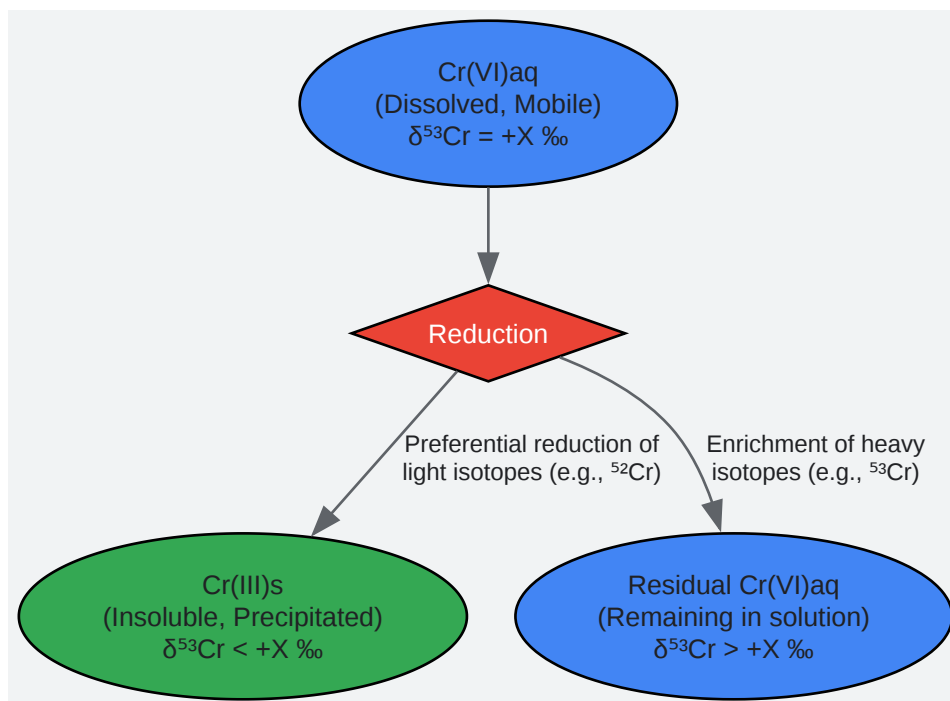 Cr(VI)aq
(Dissolved, Mobile)
δ⁵³Cr = +X ‰
Reduction
Preferential reduction of
light isotopes (e.g., ⁵²Cr)
Enrichment of heavy
isotopes (e.g., ⁵³Cr)
Cr(III)s
(Insoluble, Precipitated)
δ⁵³Cr < +X ‰
Residual Cr(VI)aq
(Remaining in solution)
δ⁵³Cr > +X ‰